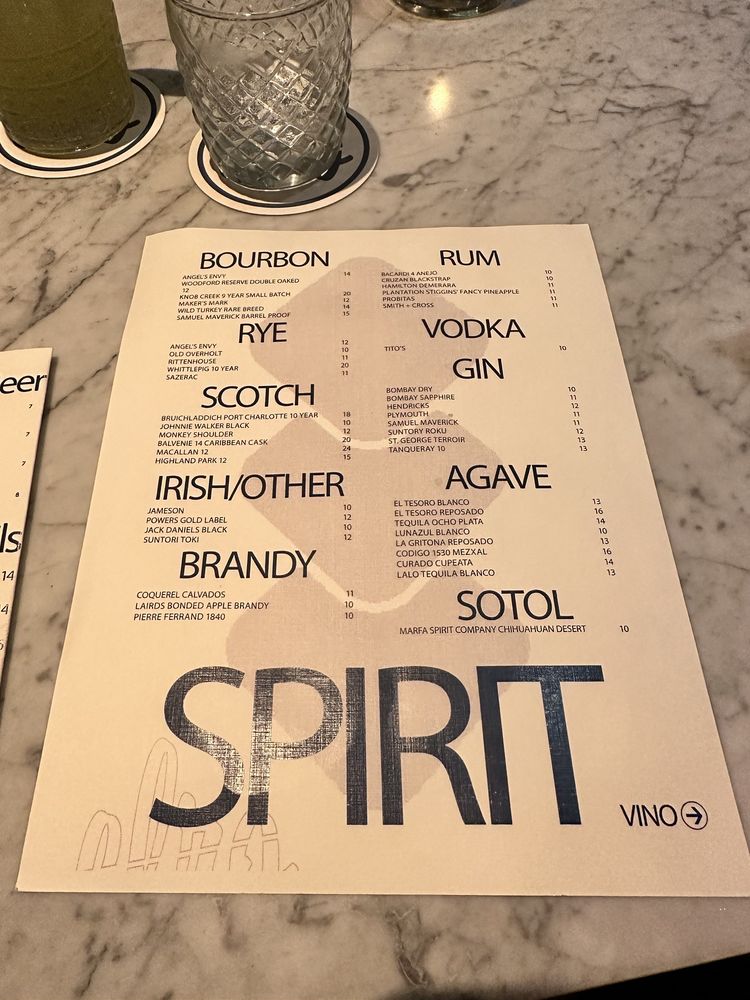 BOURBON
ANGEL'S ENVY 14
WOODFORD RESERVE DOUBLE OAKED
12
KNOB CREEK 9 YEAR SMALL BATCH 20
MAKER'S MARK 12
WILD TURKEY RARE BREED 14
SAMUEL MAVERICK BARREL PROOF 15
RYE
ANGEL'S ENVY 12
OLD OVERHOLT 10
RITTENHOUSE 11
WHITTLEPIG 10 YEAR 20
SAZERAC 11
SCOTCH
BRUICHLADDICH PORT CHARLOTTE 10 YEAR 18
JOHNNIE WALKER BLACK 10
MONKEY SHOULDER 12
BALVENIE 14 CARIBBEAN CASK 20
MACALLAN 12 24
HIGHLAND PARK 12 15
IRISH/OTHER
JAMESON 10
POWERS GOLD LABEL 12
JACK DANIELS BLACK 10
SUNTORI TOKI 12
BRANDY
COQUEREL CALVADOS 11
LAIRDS BONDED APPLE BRANDY 10
PIERRE FERRAND 1840 10
RUM
BACARDI 4 ANEJO 10
CRUZAN BLACKSTRAP 10
HAMILTON DEMERARA 11
PLANTATION STIGGINS' FANCY PINEAPPLE 11
PROBITAS 11
SMITH + CROSS 11
VODKA
TITO'S 10
GIN
BOMBAY DRY 10
BOMBAY SAPPHIRE 11
HENDRICKS 12
PLYMOUTH 11
SAMUEL MAVERICK 11
SUNTORY ROKU 12
ST. GEORGE TERROIR 13
TANQUERAY 10 13
AGAVE
EL TESORO BLANCO 13
EL TESORO REPOSADO 16
TEQUILA OCHO PLATA 14
LUNAZUL BLANCO 10
LA GRITONA REPOSADO 13
CODIGO 1530 MEZXAL 16
CURADO CUPEATA 14
LALO TEQUILA BLANCO 13
SOTOL
MARFA SPIRIT COMPANY CHIHUAHUAN DESERT 10
SPIRIT
VINO
eer
7
7
7
8
ls
14